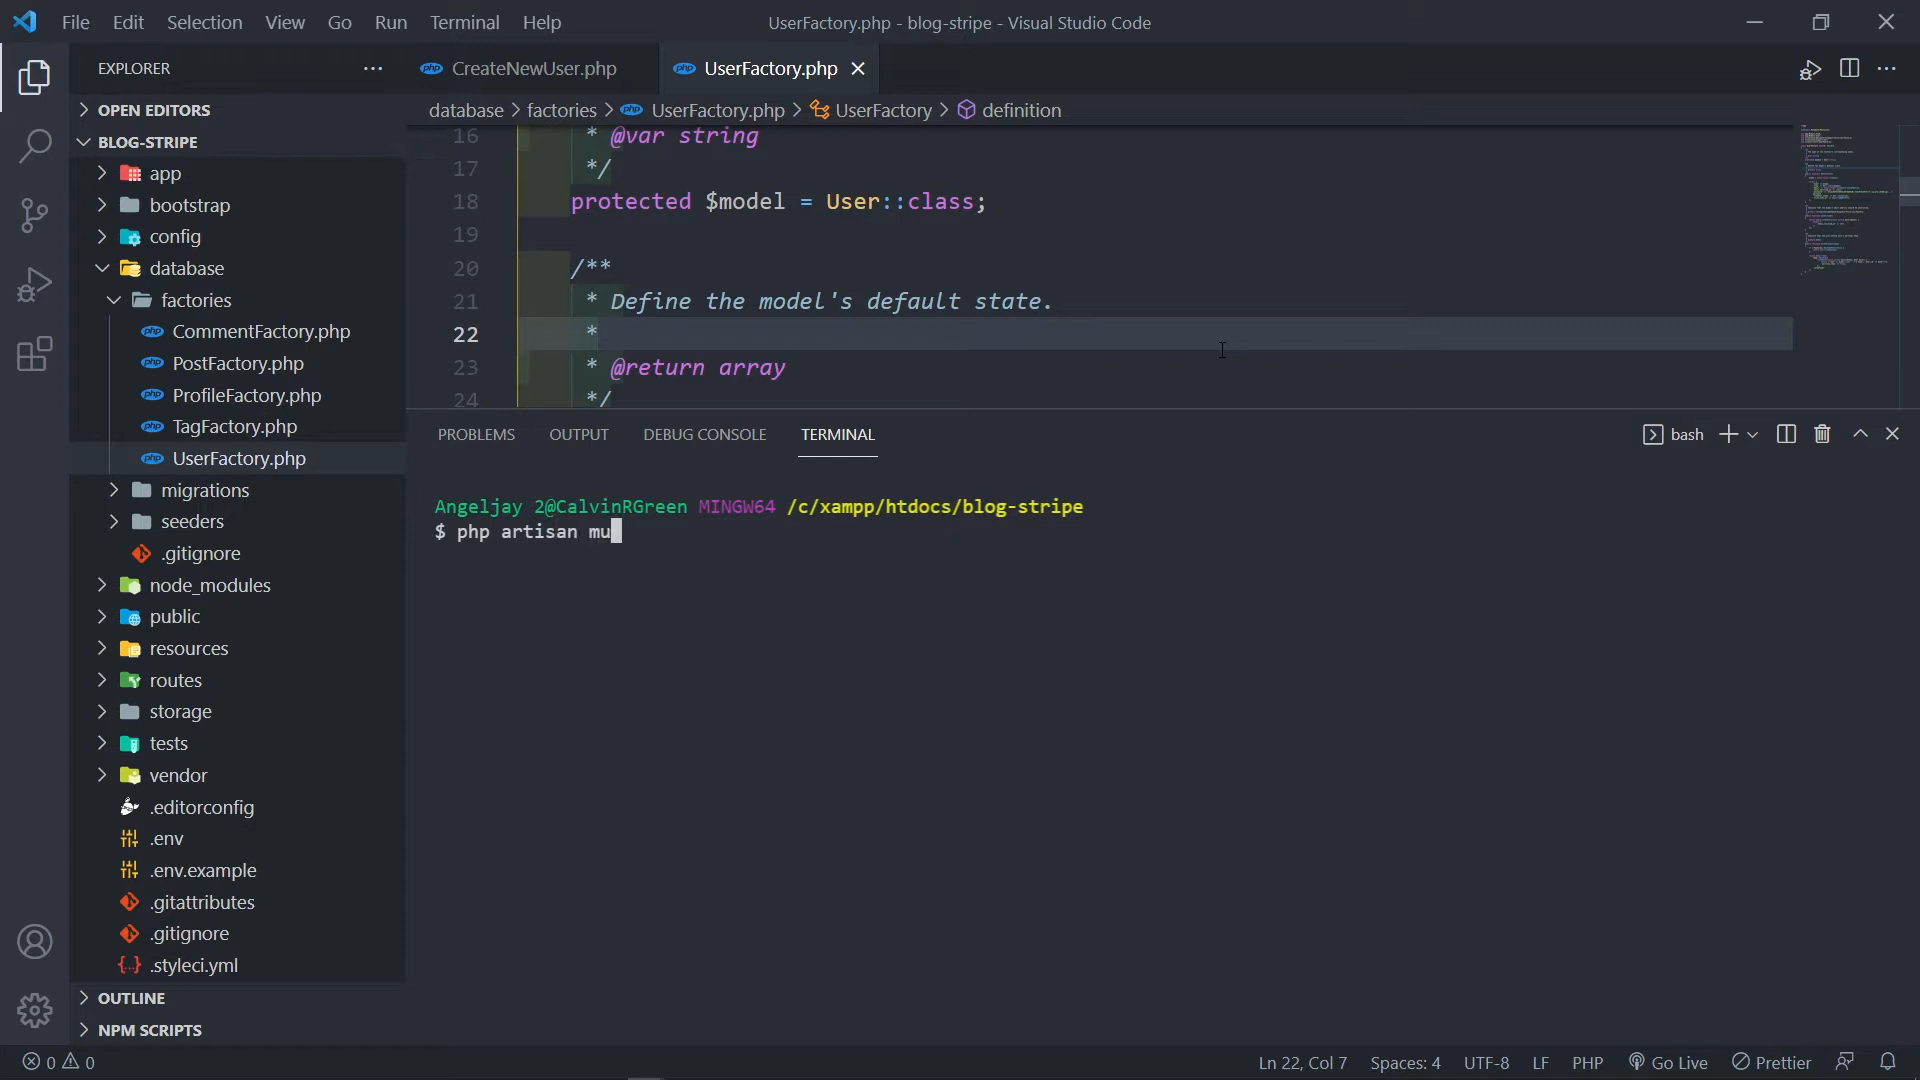 File Edit Selection View Go Run Terminal Help
UserFactory.php - blog-stripe - Visual Studio Code
EXPLORER
CreateNewUser.php
UserFactory.php
OPEN EDITORS
database > factories > UserFactory.php > UserFactory > definition
BLOG-STRIPE
app
bootstrap
config
database
factories
CommentFactory.php
PostFactory.php
ProfileFactory.php
TagFactory.php
UserFactory.php
migrations
seeders
.gitignore
node_modules
public
resources
routes
storage
tests
vendor
.editorconfig
.env
.env.example
.gitattributes
.gitignore
.styleci.yml
OUTLINE
NPM SCRIPTS
16 * @var string
17 */
18 protected $model = User::class;
19
20 /**
21 * Define the model's default state.
22 *
23 * @return array
24 */
PROBLEMS OUTPUT DEBUG CONSOLE TERMINAL
bash
Angeljay 2@CalvinRGreen MINGW64 /c/xampp/htdocs/blog-stripe
$ php artisan mu
0 0
Ln 22, Col 7 Spaces: 4 UTF-8 LF PHP Go Live Prettier